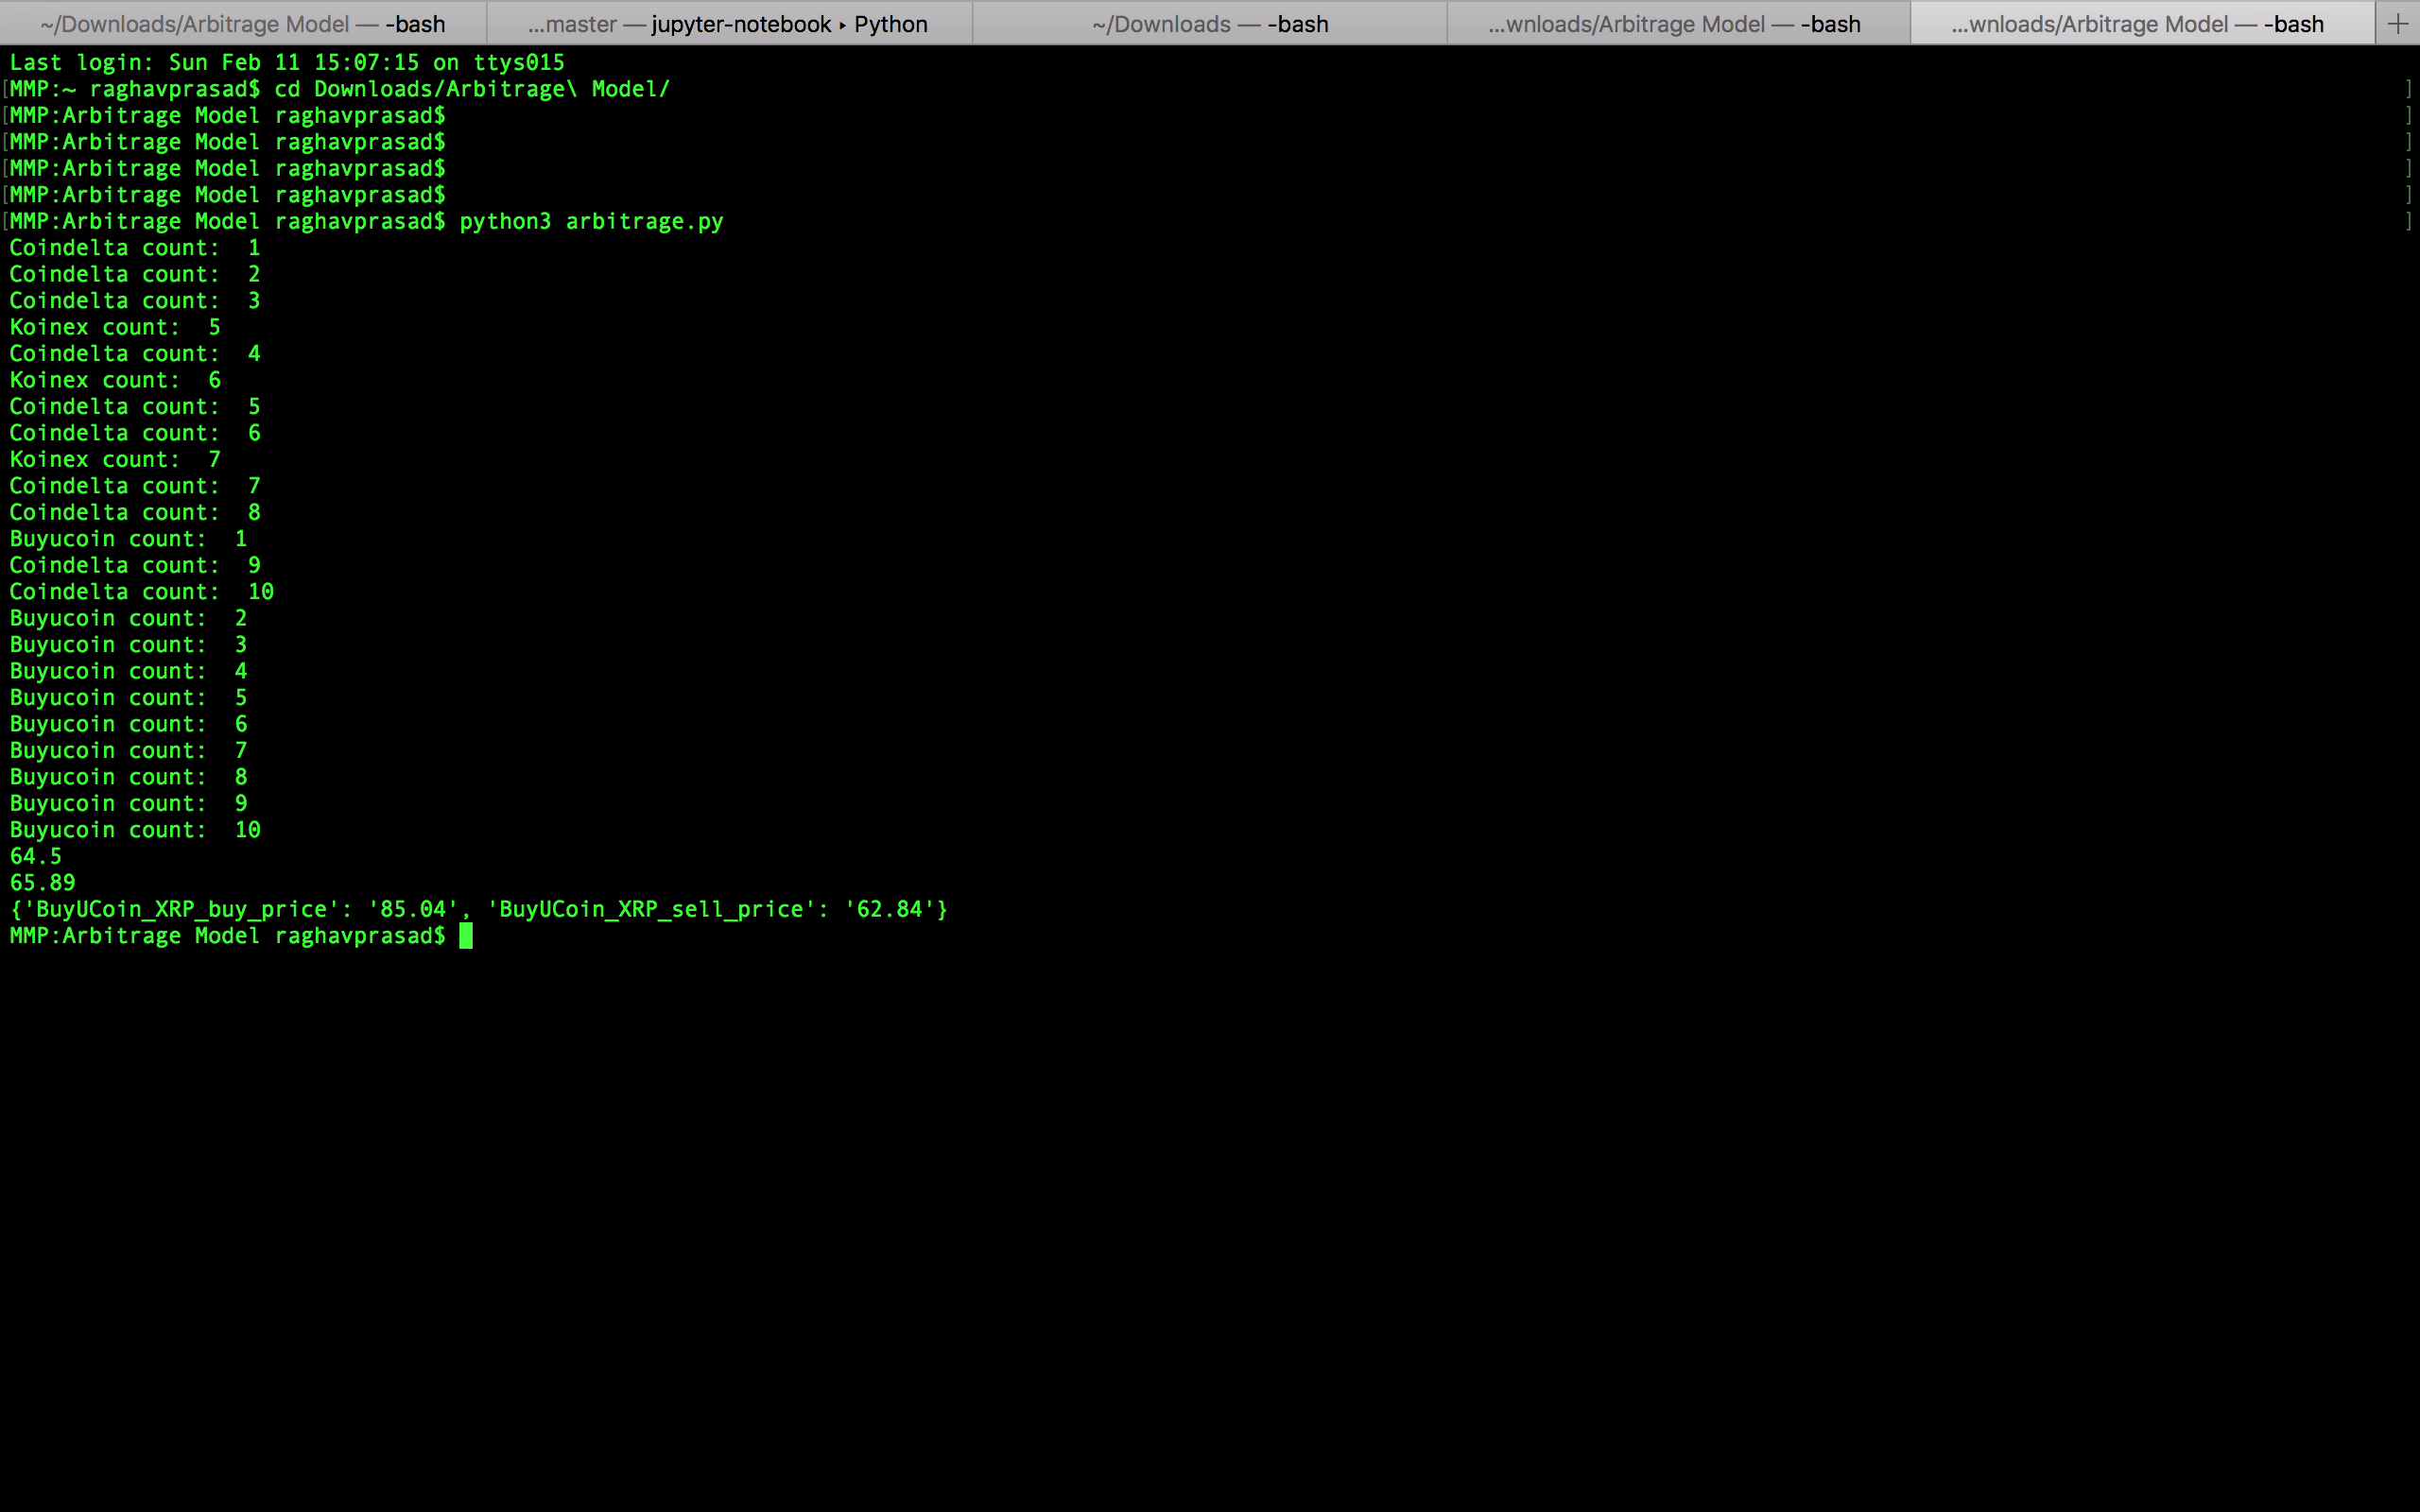 ~/Downloads/Arbitrage Model — -bash
...master — jupyter-notebook ▸ Python
~/Downloads — -bash
...wnloads/Arbitrage Model — -bash
...wnloads/Arbitrage Model — -bash
+
Last login: Sun Feb 11 15:07:15 on ttys015
[MMP:~ raghavprasad$ cd Downloads/Arbitrage\ Model/ ]
[MMP:Arbitrage Model raghavprasad$ ]
[MMP:Arbitrage Model raghavprasad$ ]
[MMP:Arbitrage Model raghavprasad$ ]
[MMP:Arbitrage Model raghavprasad$ ]
[MMP:Arbitrage Model raghavprasad$ python3 arbitrage.py ]
Coindelta count:  1
Coindelta count:  2
Coindelta count:  3
Koinex count:  5
Coindelta count:  4
Koinex count:  6
Coindelta count:  5
Coindelta count:  6
Koinex count:  7
Coindelta count:  7
Coindelta count:  8
Buyucoin count:  1
Coindelta count:  9
Coindelta count:  10
Buyucoin count:  2
Buyucoin count:  3
Buyucoin count:  4
Buyucoin count:  5
Buyucoin count:  6
Buyucoin count:  7
Buyucoin count:  8
Buyucoin count:  9
Buyucoin count:  10
64.5
65.89
{'BuyUCoin_XRP_buy_price': '85.04', 'BuyUCoin_XRP_sell_price': '62.84'}
MMP:Arbitrage Model raghavprasad$